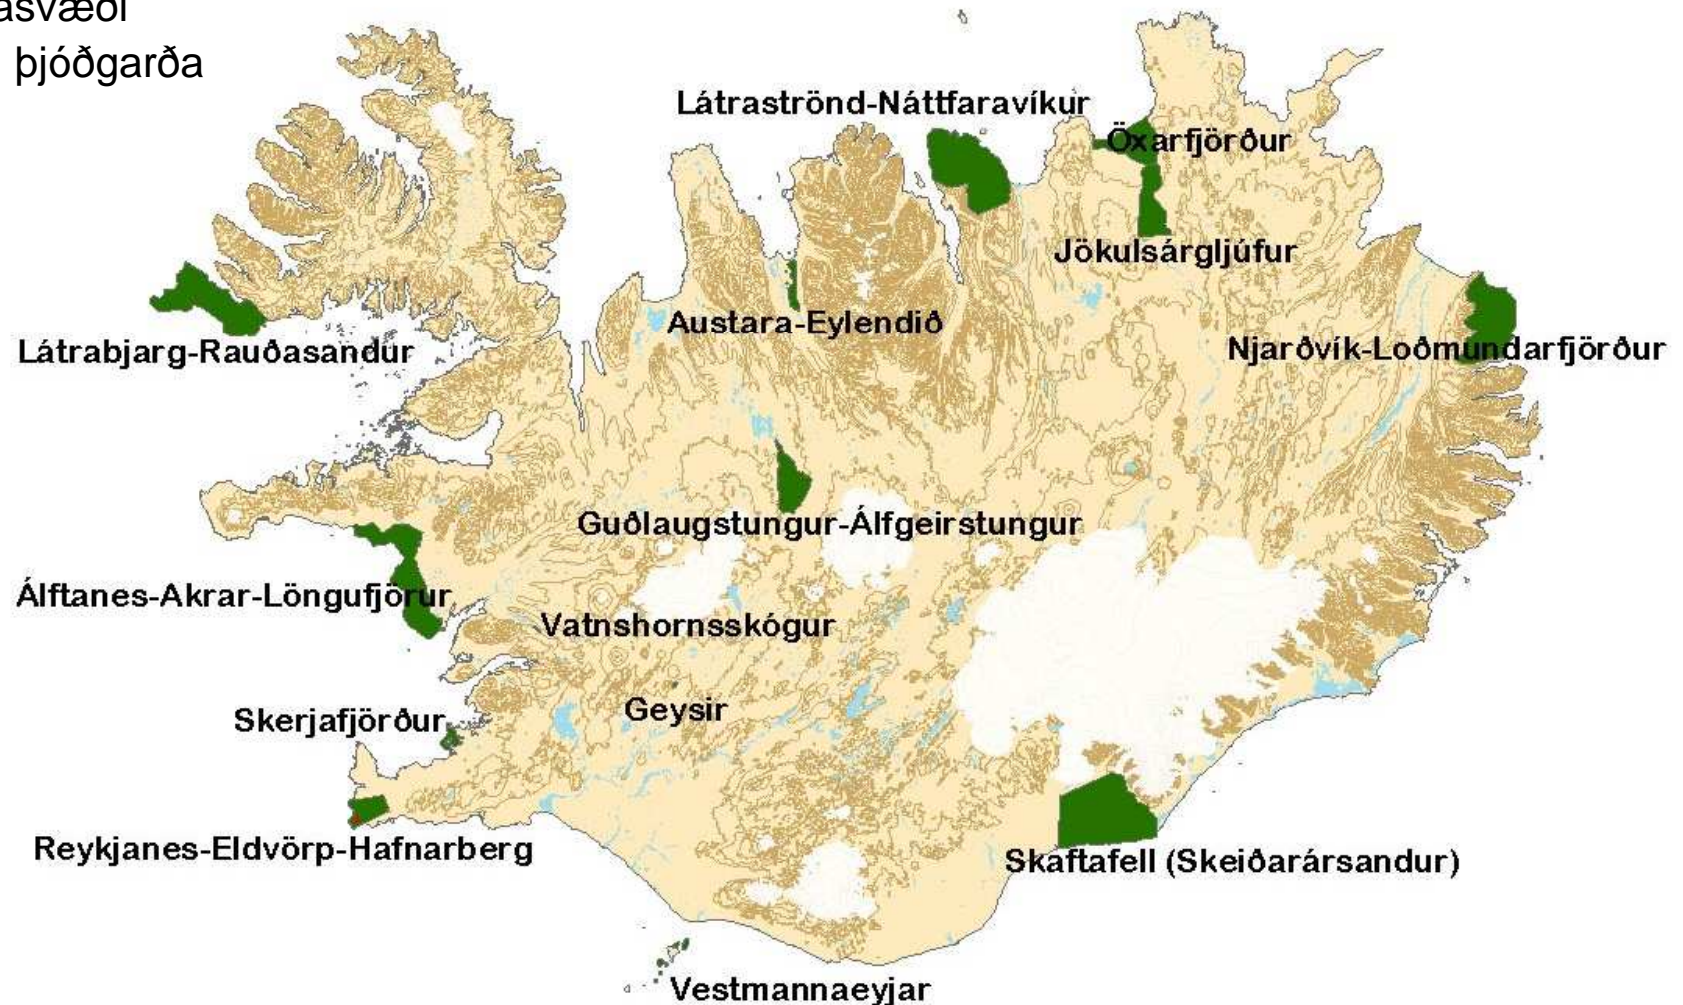 þjóðgarða
Látraströnd-Náttfaravíkur
Öxarfjörður
Jökulsárgljúfur
Austara-Eylendið
Látrabjarg-Rauðasandur
Njarðvík-Loðmundarfjörður
Guðlaugstungur-Álfgeirstungur
Álftanes-Akrar-Löngufjörur
Vatnshornsskógur
Skerjafjörður
Geysir
Reykjanes-Eldvörp-Hafnarberg
Skaftafell (Skeiðarársandur)
Vestmannaeyjar